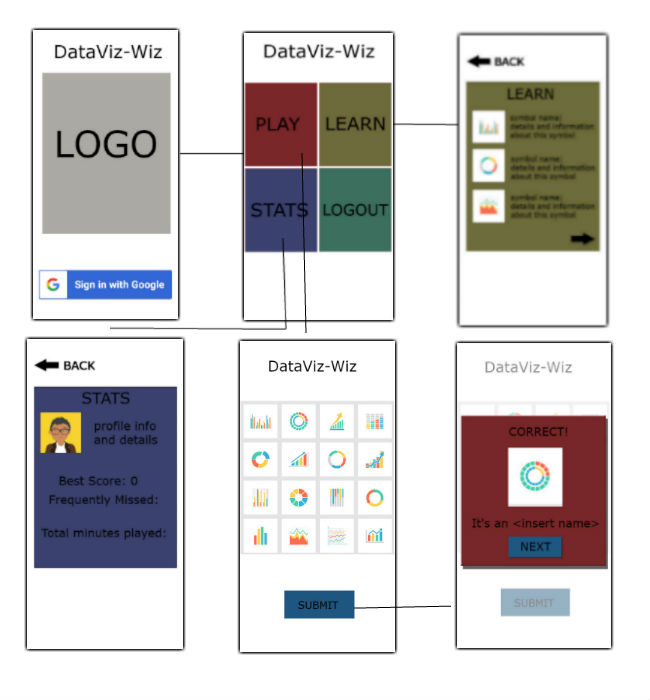 DataViz-Wiz
LOGO
Sign in with Google
DataViz-Wiz
PLAY
LEARN
STATS
LOGOUT
BACK
LEARN
symbol name;
details and information
about this symbol
symbol name;
details and information
about this symbol
symbol name;
details and information
about this symbol
BACK
STATS
profile info
and details
Best Score: 0
Frequently Missed:
Total minutes played:
DataViz-Wiz
SUBMIT
DataViz-Wiz
CORRECT!
It's an <insert name>
NEXT
SUBMIT